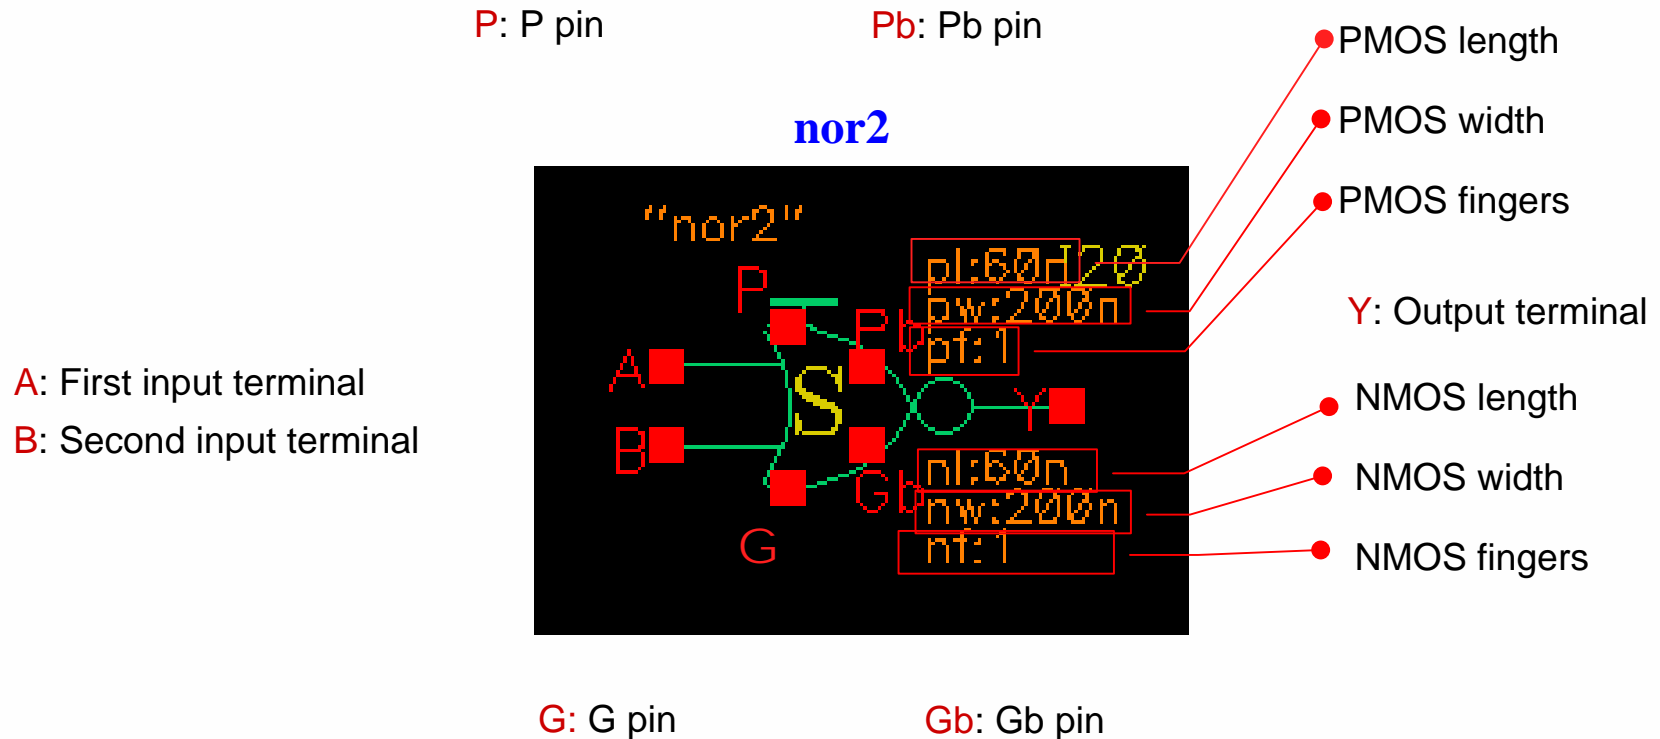 P: P pin
Pb: Pb pin
PMOS length
nor2
PMOS width
PMOS fingers
"nor2"
pl:60n
I20
P
pw:200n
Pb
pf:1
Y: Output terminal
A
S
A: First input terminal
Y
NMOS length
B: Second input terminal
B
nl:60n
Gb
nw:200n
NMOS width
G
nf:1
NMOS fingers
G: G pin
Gb: Gb pin